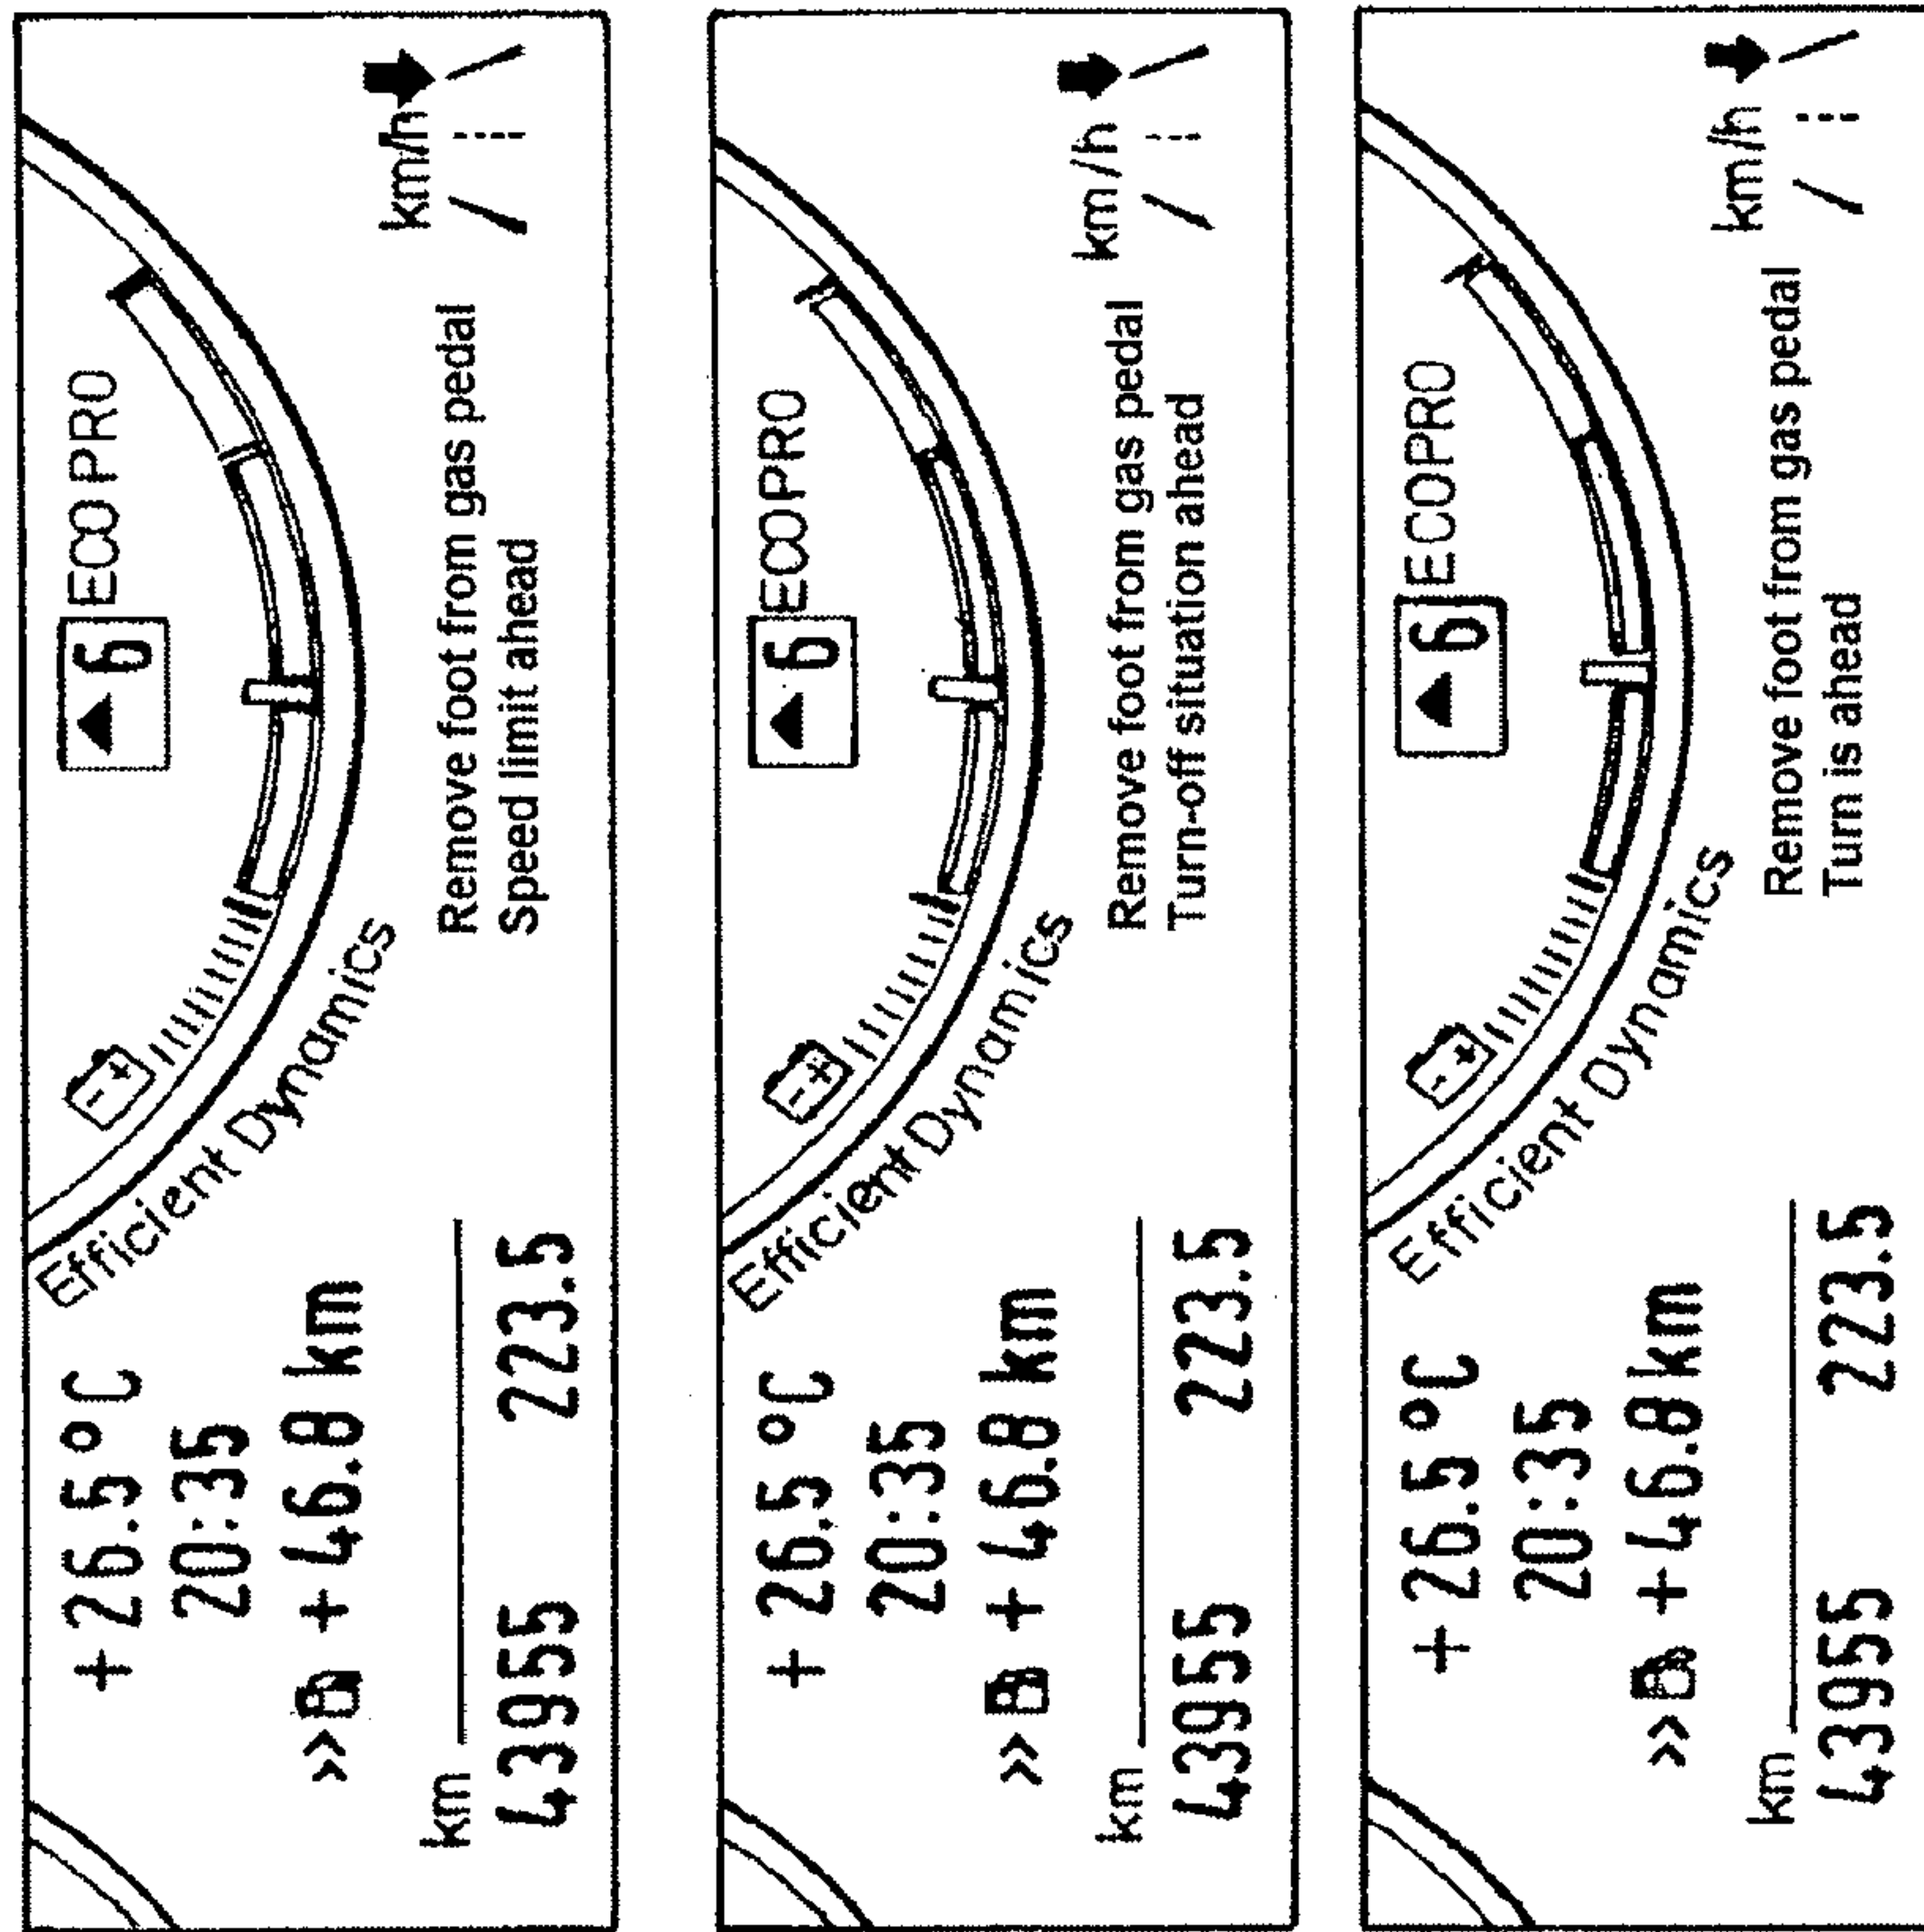 +26.5 °C
20:35
>> + 46.8 km
km
43955 223.5
Efficient Dynamics
▲ 6 ECO PRO
km/h
Remove foot from gas pedal
Speed limit ahead
+ 26.5 °C
20:35
>> + 46.8 km
km
43955 223.5
Efficient Dynamics
▲ 6 ECOPRO
km/h
Remove foot from gas pedal
Turn-off situation ahead
+ 26.5 °C
20:35
>> + 46.8 km
km
43955 223.5
Efficient Dynamics
▲ 6 ECOPRO
km/h
Remove foot from gas pedal
Turn is ahead